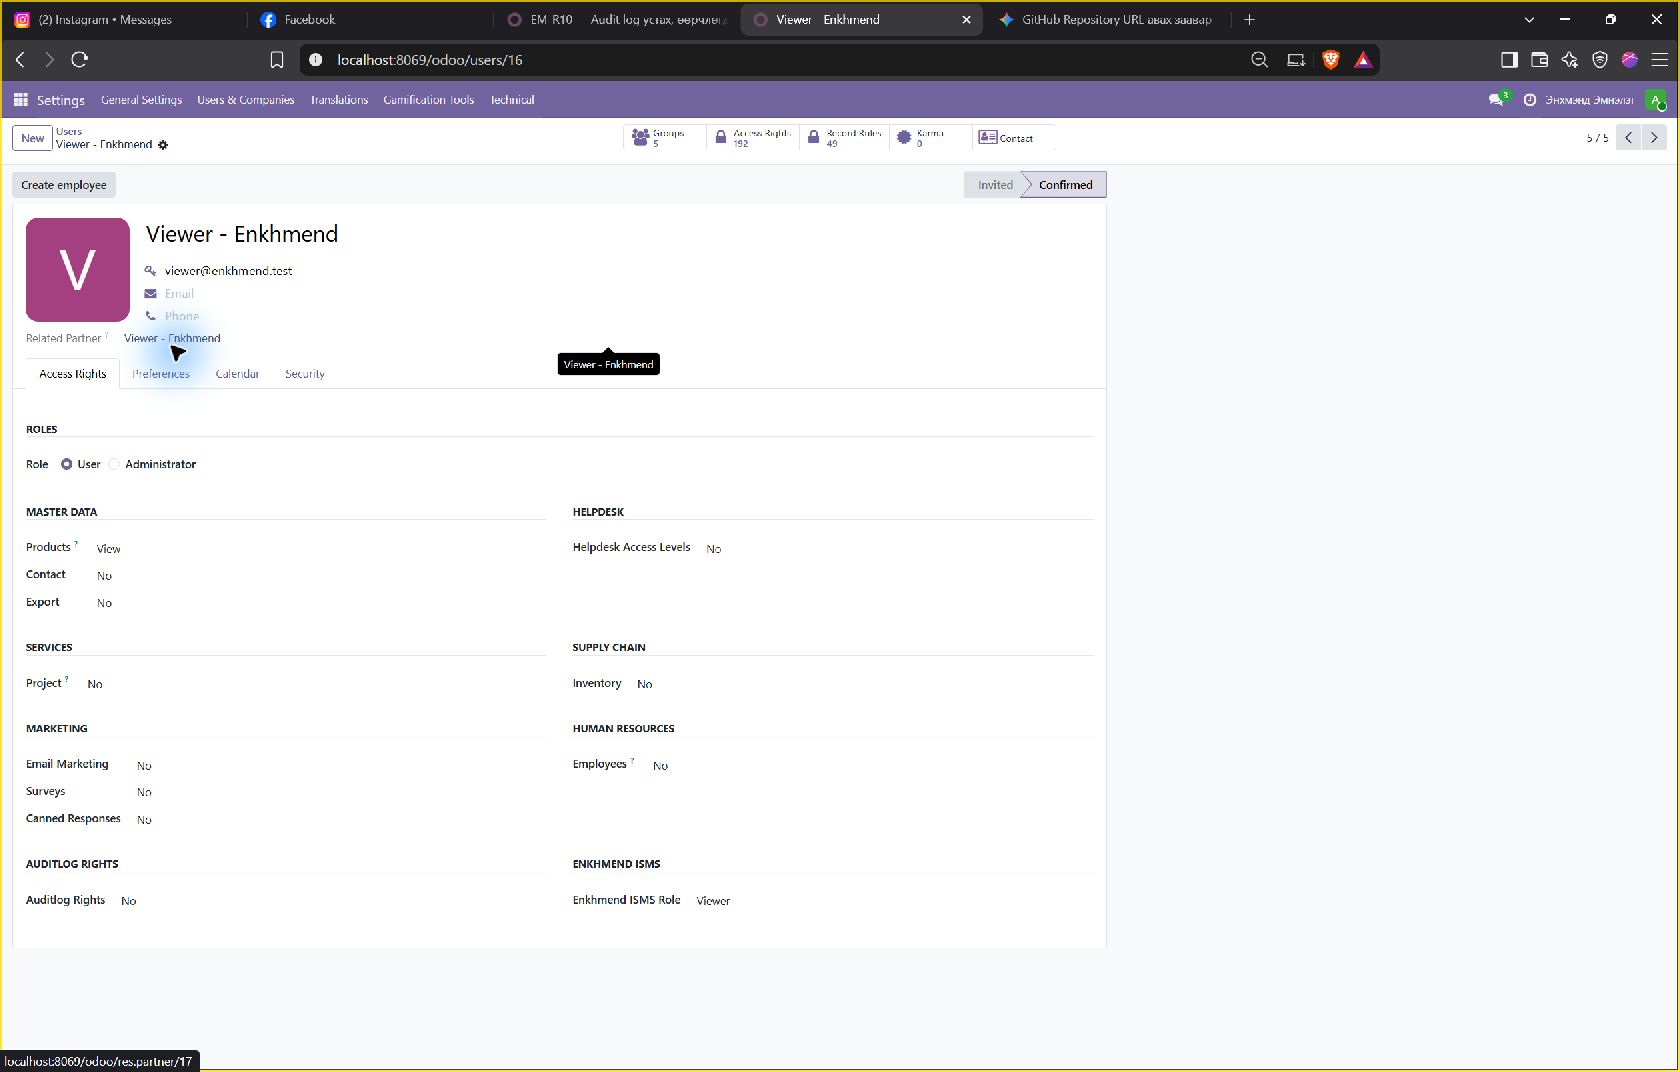 (2) Instagram • Messages
Facebook
EM R10 Audit log устах, өөрчлөгд
Viewer Enkhmend
GitHub Repository URL авах заавар
localhost:8069/odoo/users/16
Settings General Settings Users & Companies Translations Gamification Tools Technical
3
Энхмэнд Эмнэлэг
A
New
Users
Viewer - Enkhmend
Groups
5
Access Rights
192
Record Rules
49
Karma
0
Contact
5 / 5
Create employee
Invited
Confirmed
V
Viewer - Enkhmend
viewer@enkhmend.test
Email
Phone
Related Partner ? Viewer - Enkhmend
Viewer - Enkhmend
Access Rights Preferences Calendar Security
ROLES
Role User Administrator
MASTER DATA
Products ? View
Contact No
Export No
HELPDESK
Helpdesk Access Levels No
SERVICES
Project ? No
SUPPLY CHAIN
Inventory No
MARKETING
Email Marketing No
Surveys No
Canned Responses No
HUMAN RESOURCES
Employees ? No
AUDITLOG RIGHTS
Auditlog Rights No
ENKHMEND ISMS
Enkhmend ISMS Role Viewer
localhost:8069/odoo/res.partner/17